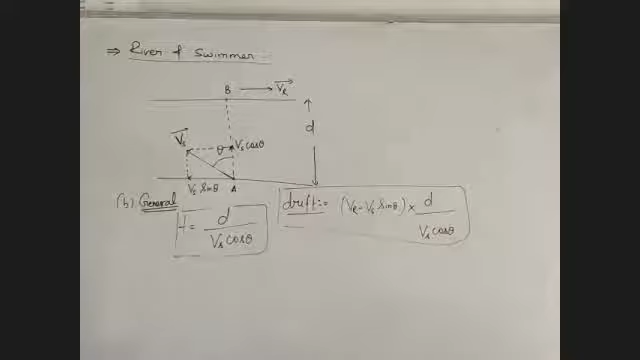 ⇒ River & Swimmer
B → V_R
V_s
θ
V_s cosθ
d
V_s sinθ
A
(b) General
t = d / V_s cosθ
drift := (V_R - V_s sinθ) × d / V_s cosθ